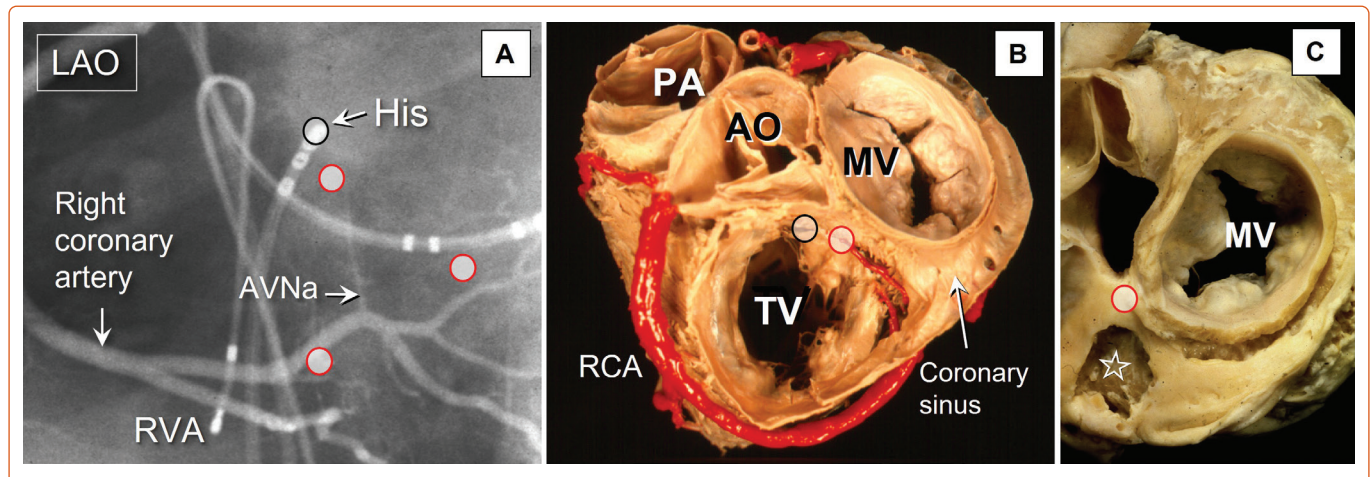 LAO
A
His
Right
coronary
artery
AVNa
RVA
B
PA
AO
MV
TV
RCA
Coronary
sinus
C
MV